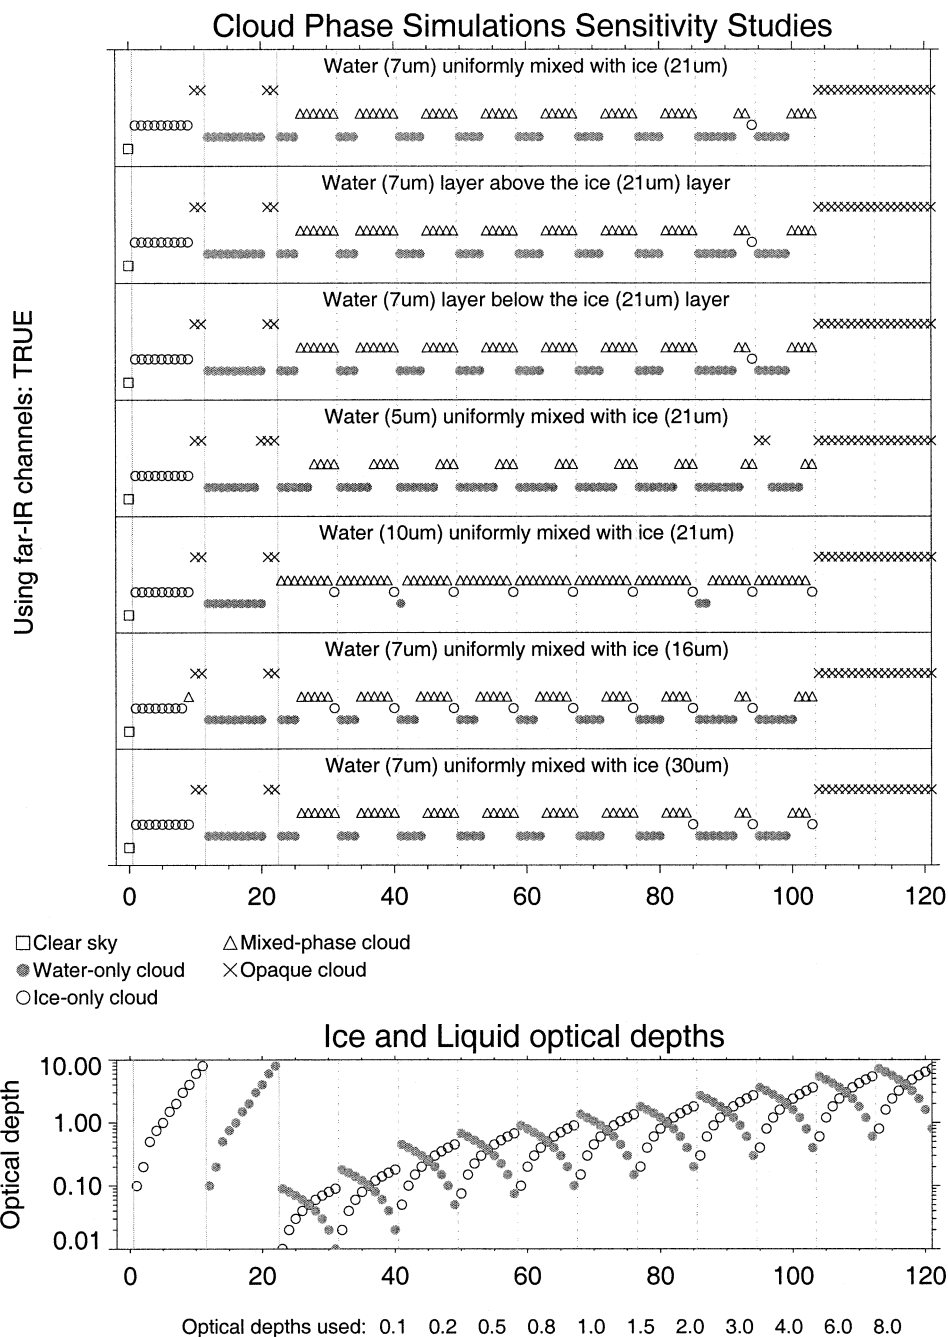 Cloud Phase Simulations Sensitivity Studies
Using far-IR channels: TRUE
Water (7um) uniformly mixed with ice (21um)
Water (7um) layer above the ice (21um) layer
Water (7um) layer below the ice (21um) layer
Water (5um) uniformly mixed with ice (21um)
Water (10um) uniformly mixed with ice (21um)
Water (7um) uniformly mixed with ice (16um)
Water (7um) uniformly mixed with ice (30um)
0 20 40 60 80 100 120
Clear sky
Water-only cloud
Ice-only cloud
Mixed-phase cloud
Opaque cloud
Ice and Liquid optical depths
Optical depth
10.00
1.00
0.10
0.01
0 20 40 60 80 100 120
Optical depths used: 0.1 0.2 0.5 0.8 1.0 1.5 2.0 3.0 4.0 6.0 8.0